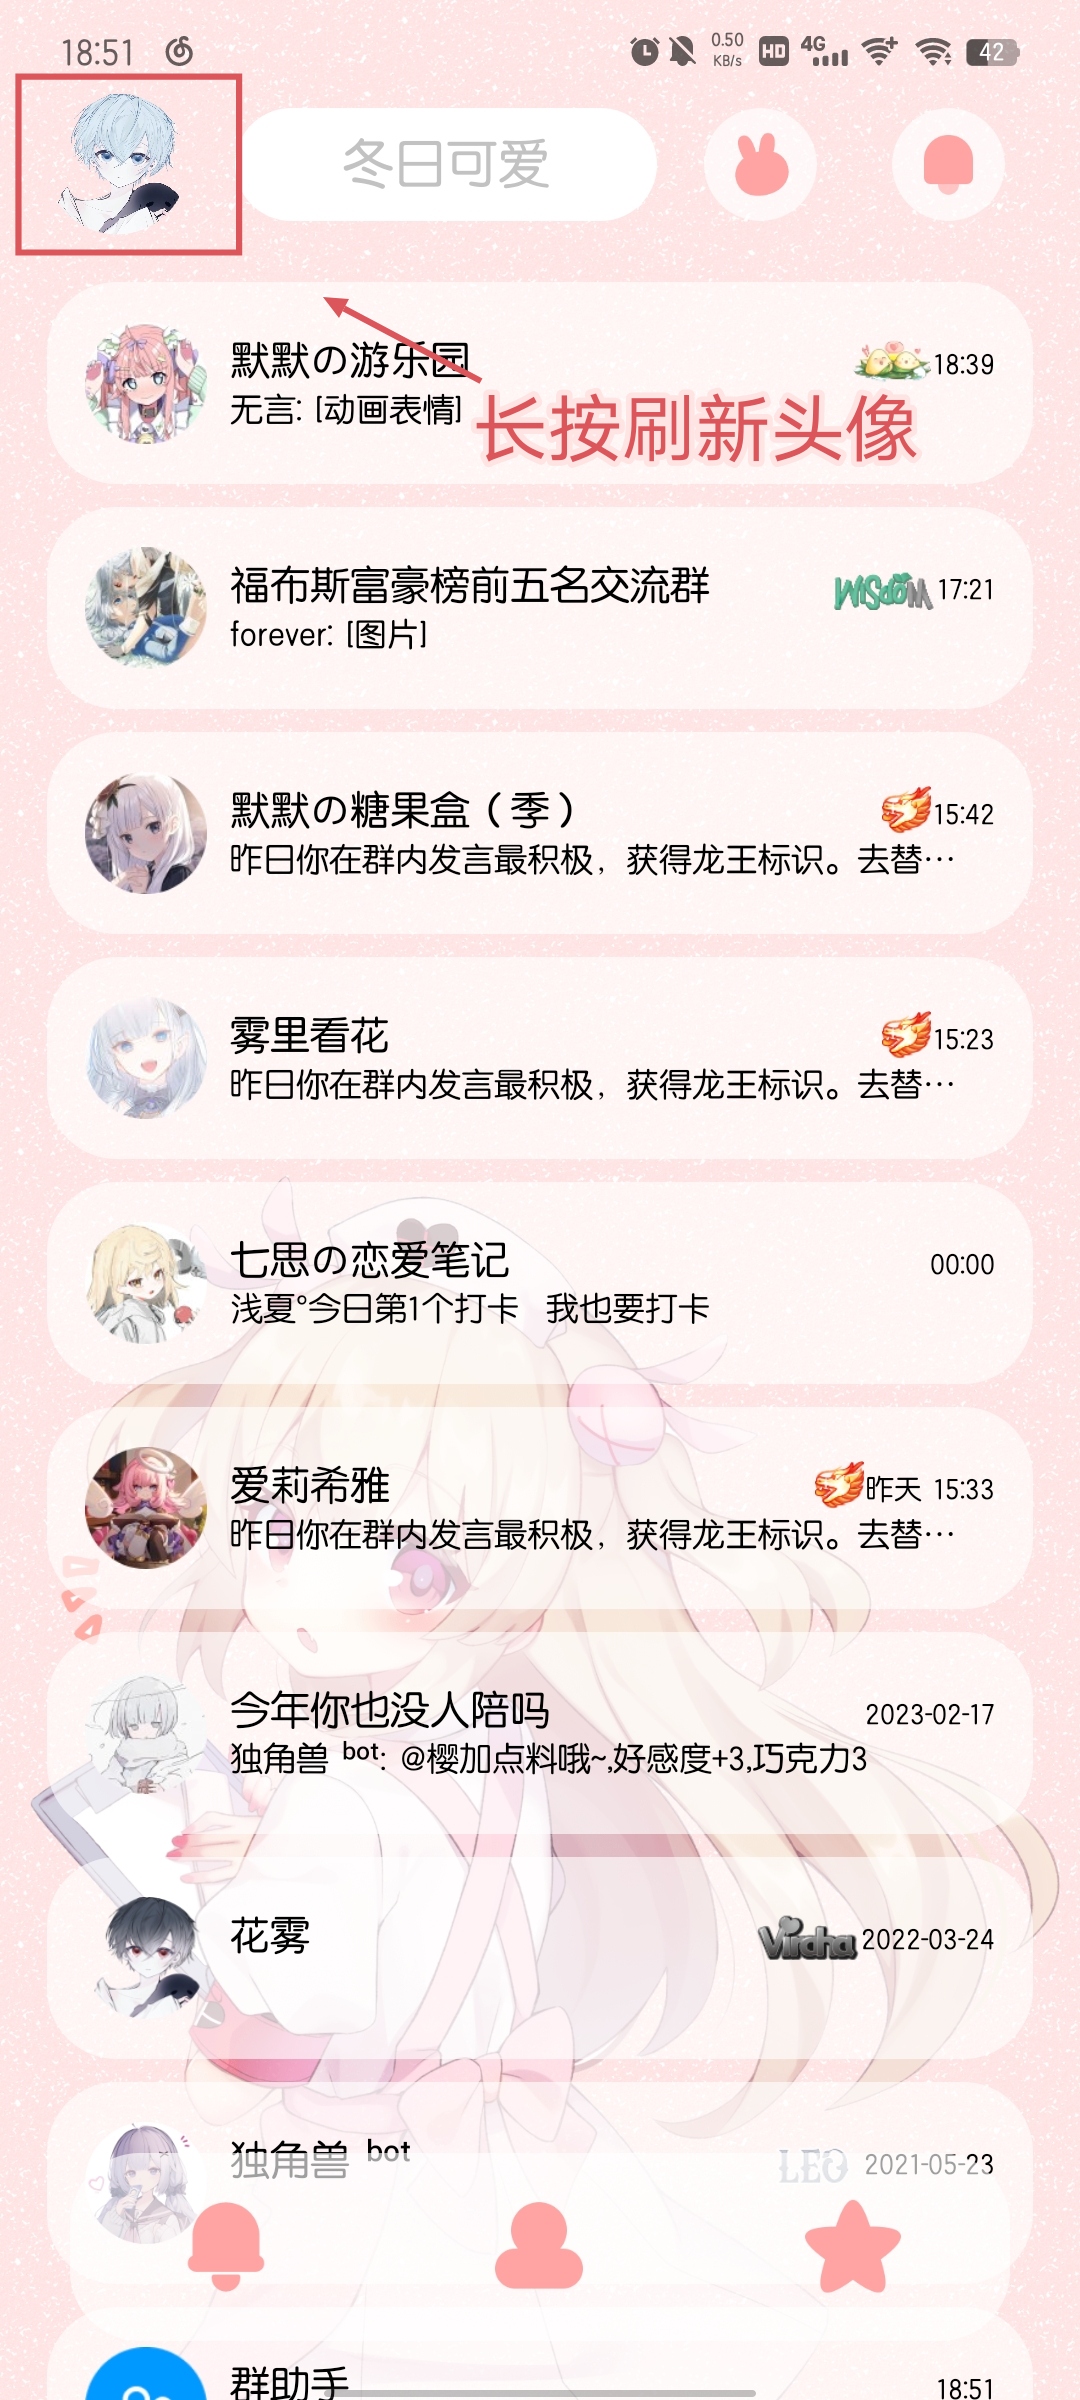 18:51
0.50
KB/s
HD
4G
42
冬日可爱
默默の游乐园
18:39
无言: [动画表情]
长按刷新头像
福布斯富豪榜前五名交流群
WISDOM
17:21
forever: [图片]
默默の糖果盒（季）
15:42
昨日你在群内发言最积极，获得龙王标识。去替…
雾里看花
15:23
昨日你在群内发言最积极，获得龙王标识。去替…
七思の恋爱笔记
00:00
浅夏°今日第1个打卡 我也要打卡
爱莉希雅
昨天 15:33
昨日你在群内发言最积极，获得龙王标识。去替…
今年你也没人陪吗
2023-02-17
独角兽 bot: @樱加点料哦~,好感度+3,巧克力3
花雾
2022-03-24
独角兽 bot
LEO
2021-05-23
群助手
18:51